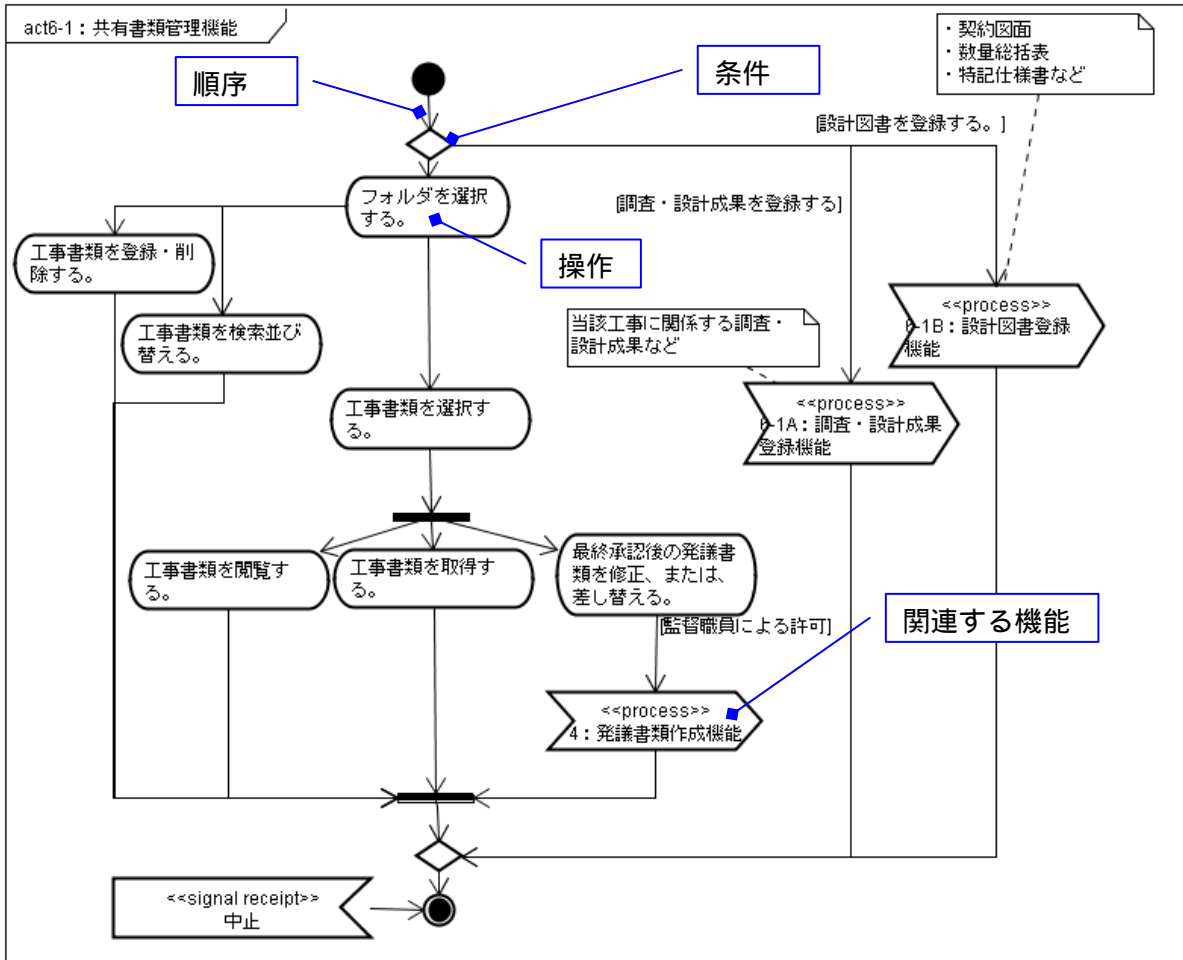 act6-1：共有書類管理機能
・契約図面
・数量総括表
・特記仕様書など
順序
条件
[設計図書を登録する。]
フォルダを選択
する。
[調査・設計成果を登録する]
工事書類を登録・削
除する。
操作
<<process>>
6-1B：設計図書登録
機能
工事書類を検索並び
替える。
当該工事に関係する調査・
設計成果など
工事書類を選択す
る。
<<process>>
6-1A：調査・設計成果
登録機能
工事書類を閲覧す
る。
工事書類を取得す
る。
最終承認後の発議書
類を修正、または、
差し替える。
[監督職員による許可]
関連する機能
<<process>>
4：発議書類作成機能
<<signal receipt>>
中止